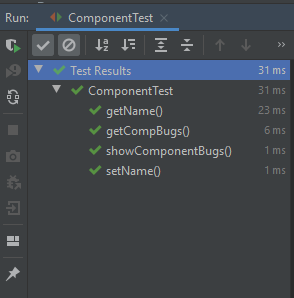 Run: ComponentTest ×
»
Test Results 31 ms
ComponentTest 31 ms
getName() 23 ms
getCompBugs() 6 ms
showComponentBugs() 1 ms
setName() 1 ms